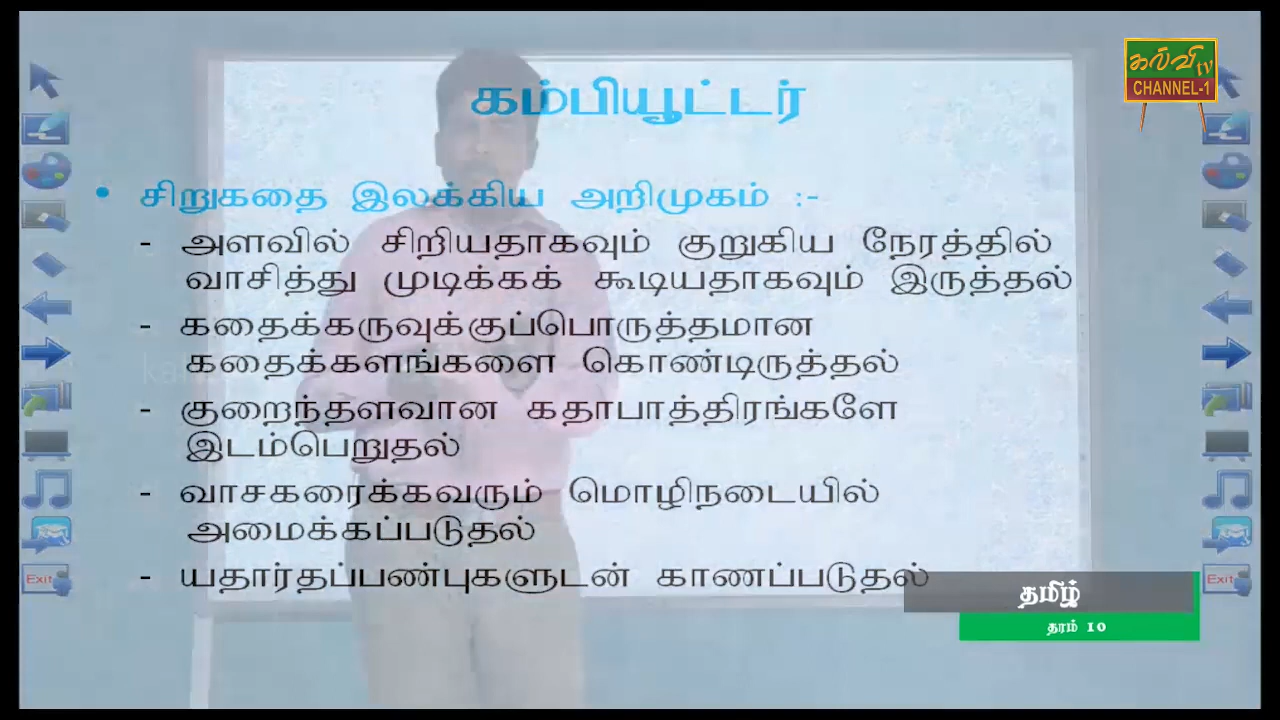 கல்வி tv
CHANNEL-1
கம்பியூட்டர்
• சிறுகதை இலக்கிய அறிமுகம் :-
- அளவில் சிறியதாகவும் குறுகிய நேரத்தில்
வாசித்து முடிக்கக் கூடியதாகவும் இருத்தல்
- கதைக்கருவுக்குப்பொருத்தமான
கதைக்களங்களை கொண்டிருத்தல்
- குறைந்தளவான கதாபாத்திரங்களே
இடம்பெறுதல்
- வாசகரைக்கவரும் மொழிநடையில்
அமைக்கப்படுதல்
- யதார்தப்பண்புகளுடன் காணப்படுதல்
தமிழ்
தரம் 10
Exit
Exit